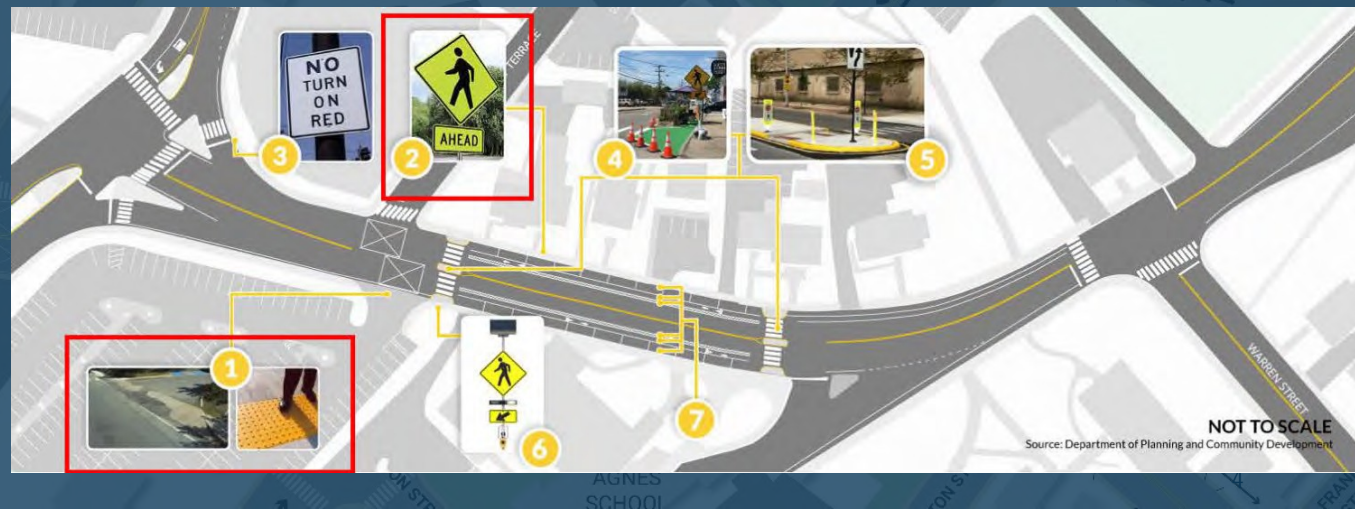 NO
TURN
ON
RED
3
2
AHEAD
TERRACE
4
5
1
6
7
WARREN STREET
NOT TO SCALE
Source: Department of Planning and Community Development
AGNES
SCHOOL